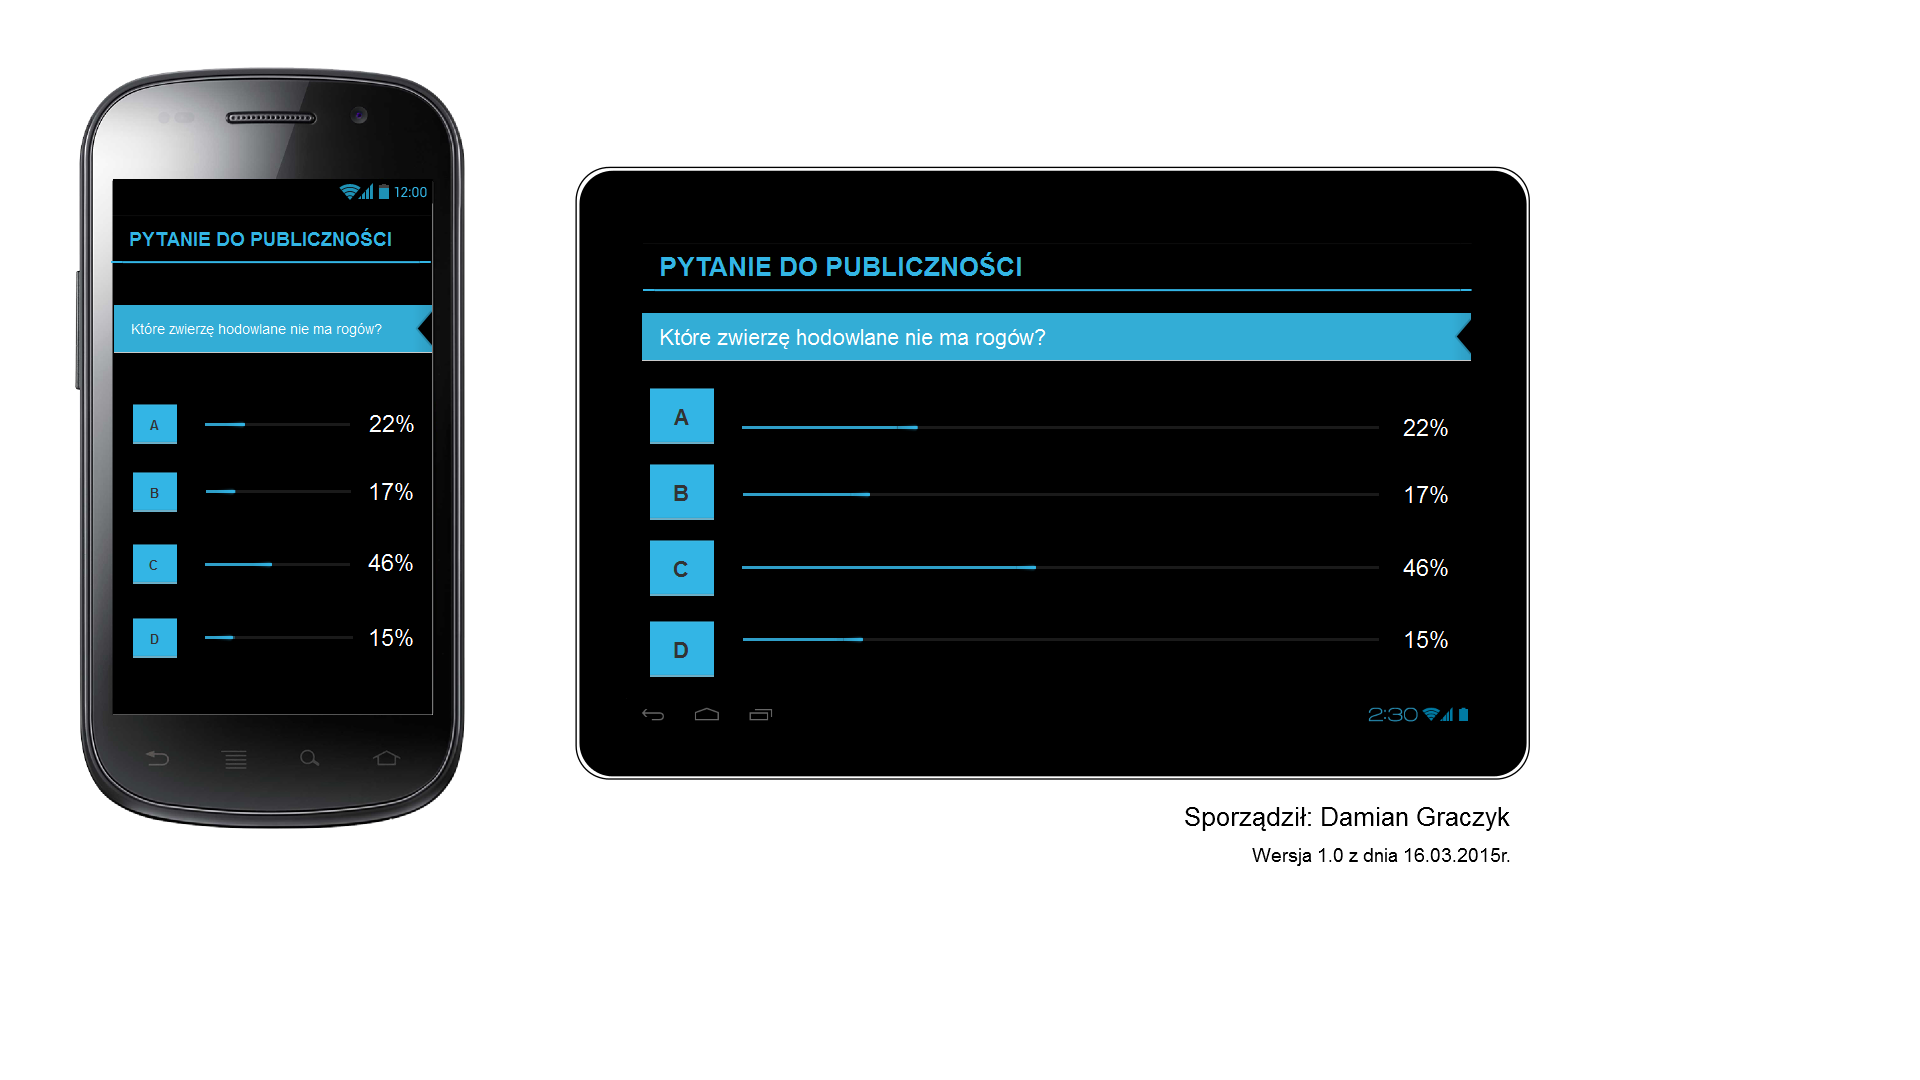 12:00
PYTANIE DO PUBLICZNOŚCI
Które zwierzę hodowlane nie ma rogów?
A 22%
B 17%
C 46%
D 15%
PYTANIE DO PUBLICZNOŚCI
Które zwierzę hodowlane nie ma rogów?
A 22%
B 17%
C 46%
D 15%
2:30
Sporządził: Damian Graczyk
Wersja 1.0 z dnia 16.03.2015r.